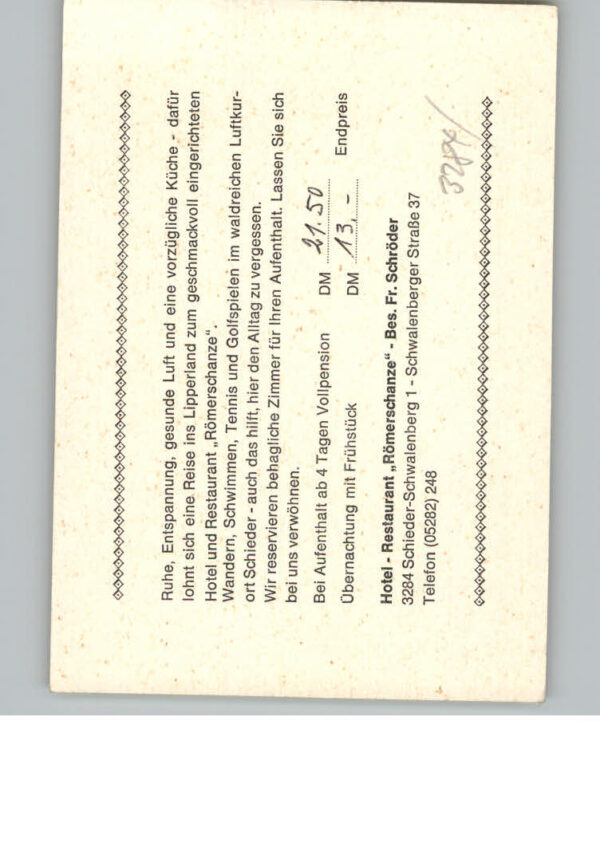 Ruhe, Entspannung, gesunde Luft und eine vorzügliche Küche - dafür
lohnt sich eine Reise ins Lipperland zum geschmackvoll eingerichteten
Hotel und Restaurant „Römerschanze“.
Wandern, Schwimmen, Tennis und Golfspielen im waldreichen Luftkur-
ort Schieder - auch das hilft, hier den Alltag zu vergessen.
Wir reservieren behagliche Zimmer für Ihren Aufenthalt. Lassen Sie sich
bei uns verwöhnen.
Bei Aufenthalt ab 4 Tagen Vollpension DM 21.50
Übernachtung mit Frühstück DM 13,- Endpreis
Hotel - Restaurant „Römerschanze“ - Bes. Fr. Schröder
3284 Schieder-Schwalenberg 1 - Schwalenberger Straße 37
Telefon (05282) 248